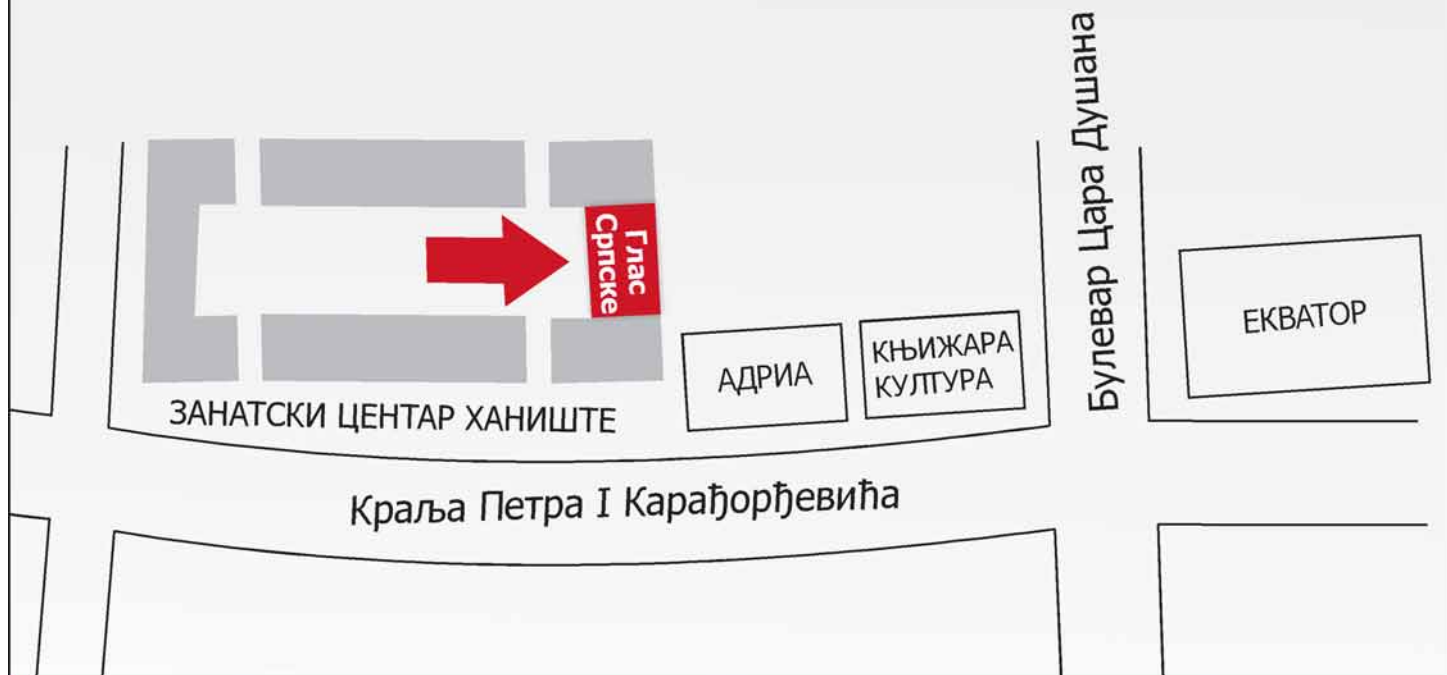 Булевар Цара Душана
Глас
Српске
ЕКВАТОР
АДРИА
КЊИЖАРА
КУЛТУРА
ЗАНАТСКИ ЦЕНТАР ХАНИШТЕ
Краља Петра I Карађорђевића